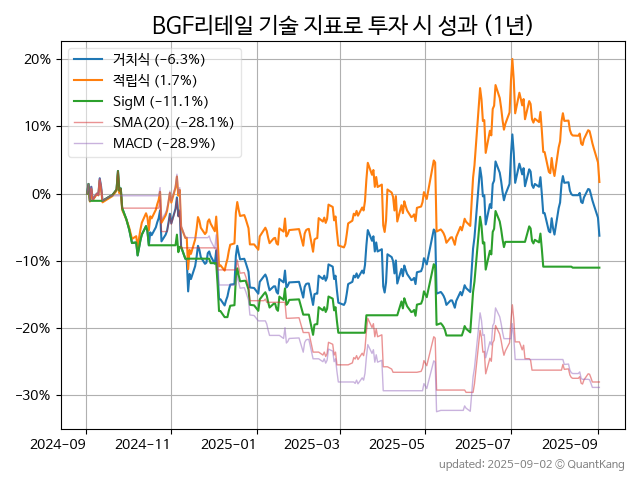 BGF리테일 기술 지표로 투자 시 성과 (1년)
20%
10%
0%
−10%
−20%
−30%
거치식 (−6.3%)
적립식 (1.7%)
SigM (−11.1%)
SMA(20) (−28.1%)
MACD (−28.9%)
2024-09
2024-11
2025-01
2025-03
2025-05
2025-07
2025-09
updated: 2025-09-02 © QuantKang